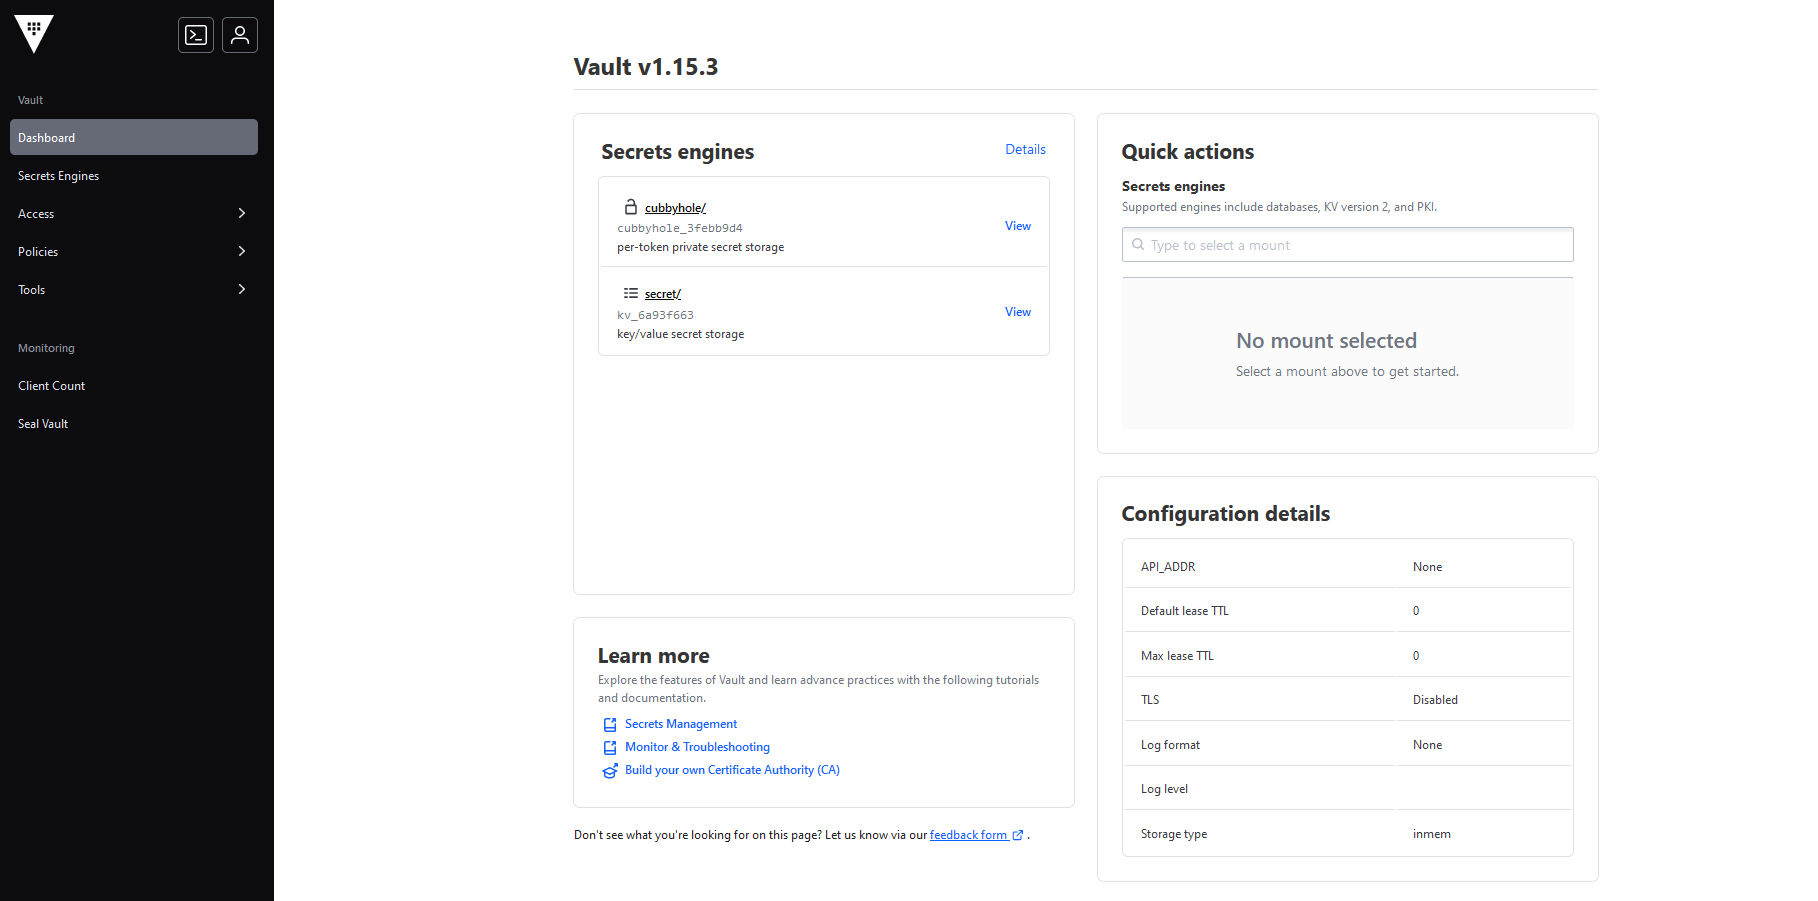 Vault
Dashboard
Secrets Engines
Access
Policies
Tools
Monitoring
Client Count
Seal Vault
Vault v1.15.3
Secrets engines
Details
cubbyhole/
cubbyhole_3febb9d4
per-token private secret storage
View
secret/
kv_6a93f663
key/value secret storage
View
Learn more
Explore the features of Vault and learn advance practices with the following tutorials
and documentation.
Secrets Management
Monitor & Troubleshooting
Build your own Certificate Authority (CA)
Don't see what you're looking for on this page? Let us know via our feedback form .
Quick actions
Secrets engines
Supported engines include databases, KV version 2, and PKI.
Type to select a mount
No mount selected
Select a mount above to get started.
Configuration details
API_ADDR None
Default lease TTL 0
Max lease TTL 0
TLS Disabled
Log format None
Log level
Storage type inmem